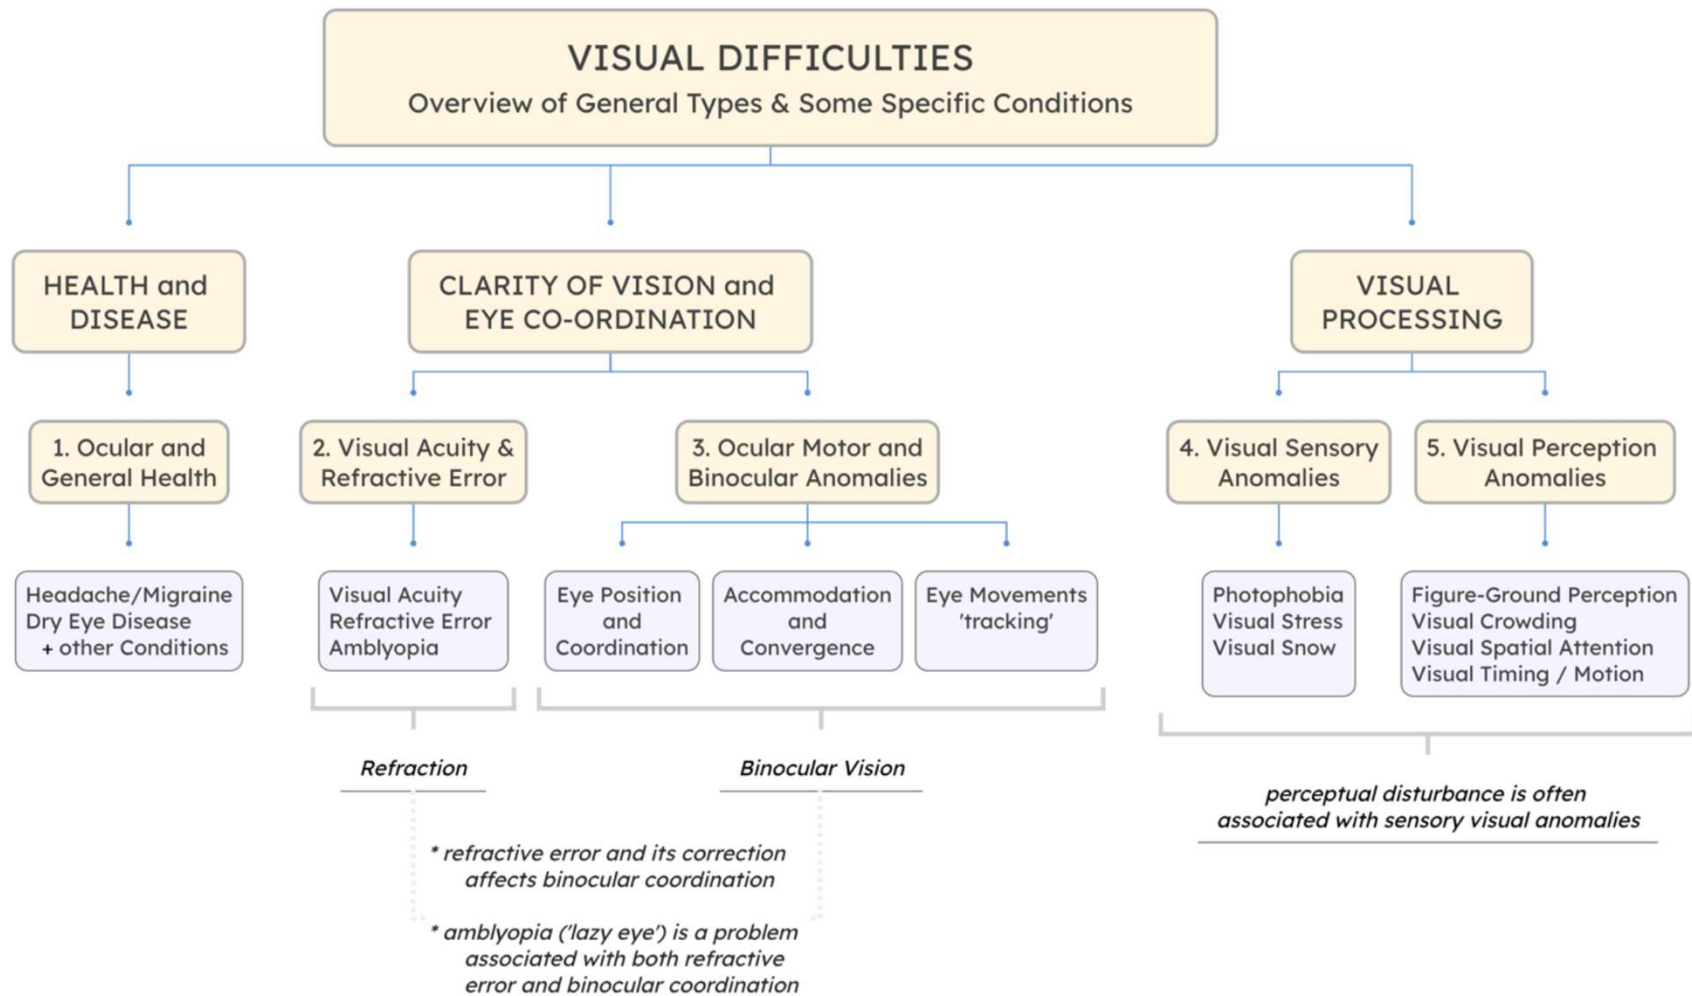 VISUAL DIFFICULTIES
Overview of General Types & Some Specific Conditions
HEALTH and
DISEASE
CLARITY OF VISION and
EYE CO-ORDINATION
VISUAL
PROCESSING
1. Ocular and
General Health
2. Visual Acuity &
Refractive Error
3. Ocular Motor and
Binocular Anomalies
4. Visual Sensory
Anomalies
5. Visual Perception
Anomalies
Headache/Migraine
Dry Eye Disease
+ other Conditions
Visual Acuity
Refractive Error
Amblyopia
Eye Position
and
Coordination
Accommodation
and
Convergence
Eye Movements
'tracking'
Photophobia
Visual Stress
Visual Snow
Figure-Ground Perception
Visual Crowding
Visual Spatial Attention
Visual Timing / Motion
Refraction
Binocular Vision
perceptual disturbance is often
associated with sensory visual anomalies
* refractive error and its correction
affects binocular coordination
* amblyopia ('lazy eye') is a problem
associated with both refractive
error and binocular coordination